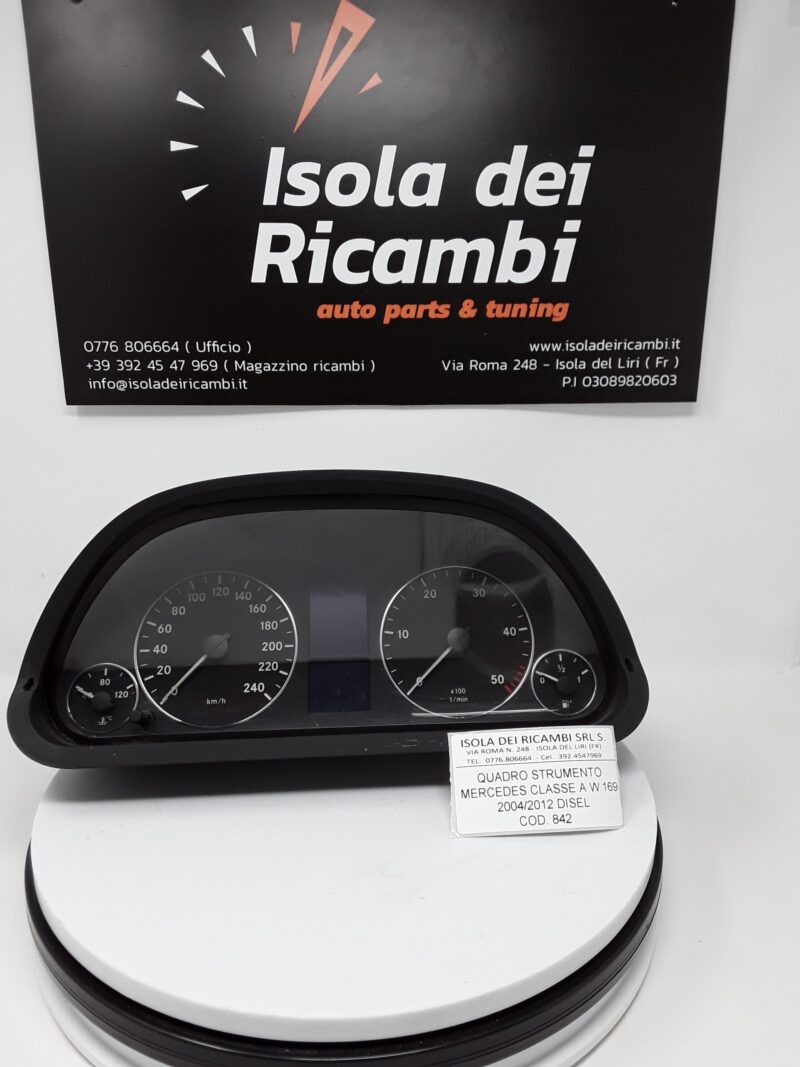 Isola dei
Ricambi
auto parts & tuning
0776 806664 ( Ufficio )
+39 392 45 47 969 ( Magazzino ricambi )
info@isoladeiricambi.it
www.isoladeiricambi.it
Via Roma 248 - Isola del Liri ( Fr )
P.I 03089820603
0 20 40 60 80 100 120 140 160 180 200 220 240
km/h
80 120
°C
0 10 20 30 40 50
x100
1/min
0 1/2 1
ISOLA DEI RICAMBI SRL S.
VIA ROMA N. 248 - ISOLA DEL LIRI (FR)
TEL. 0776.806664 - Cel. 392.4547969
QUADRO STRUMENTO
MERCEDES CLASSE A W 169
2004/2012 DISEL
COD. 842